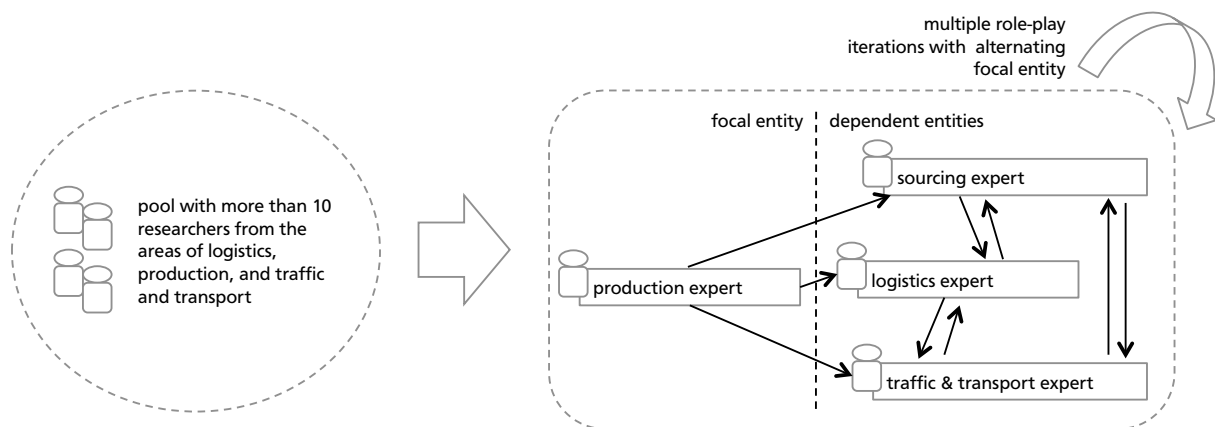 multiple role-play
iterations with alternating
focal entity
pool with more than 10
researchers from the
areas of logistics,
production, and traffic
and transport
focal entity
dependent entities
sourcing expert
production expert
logistics expert
traffic & transport expert